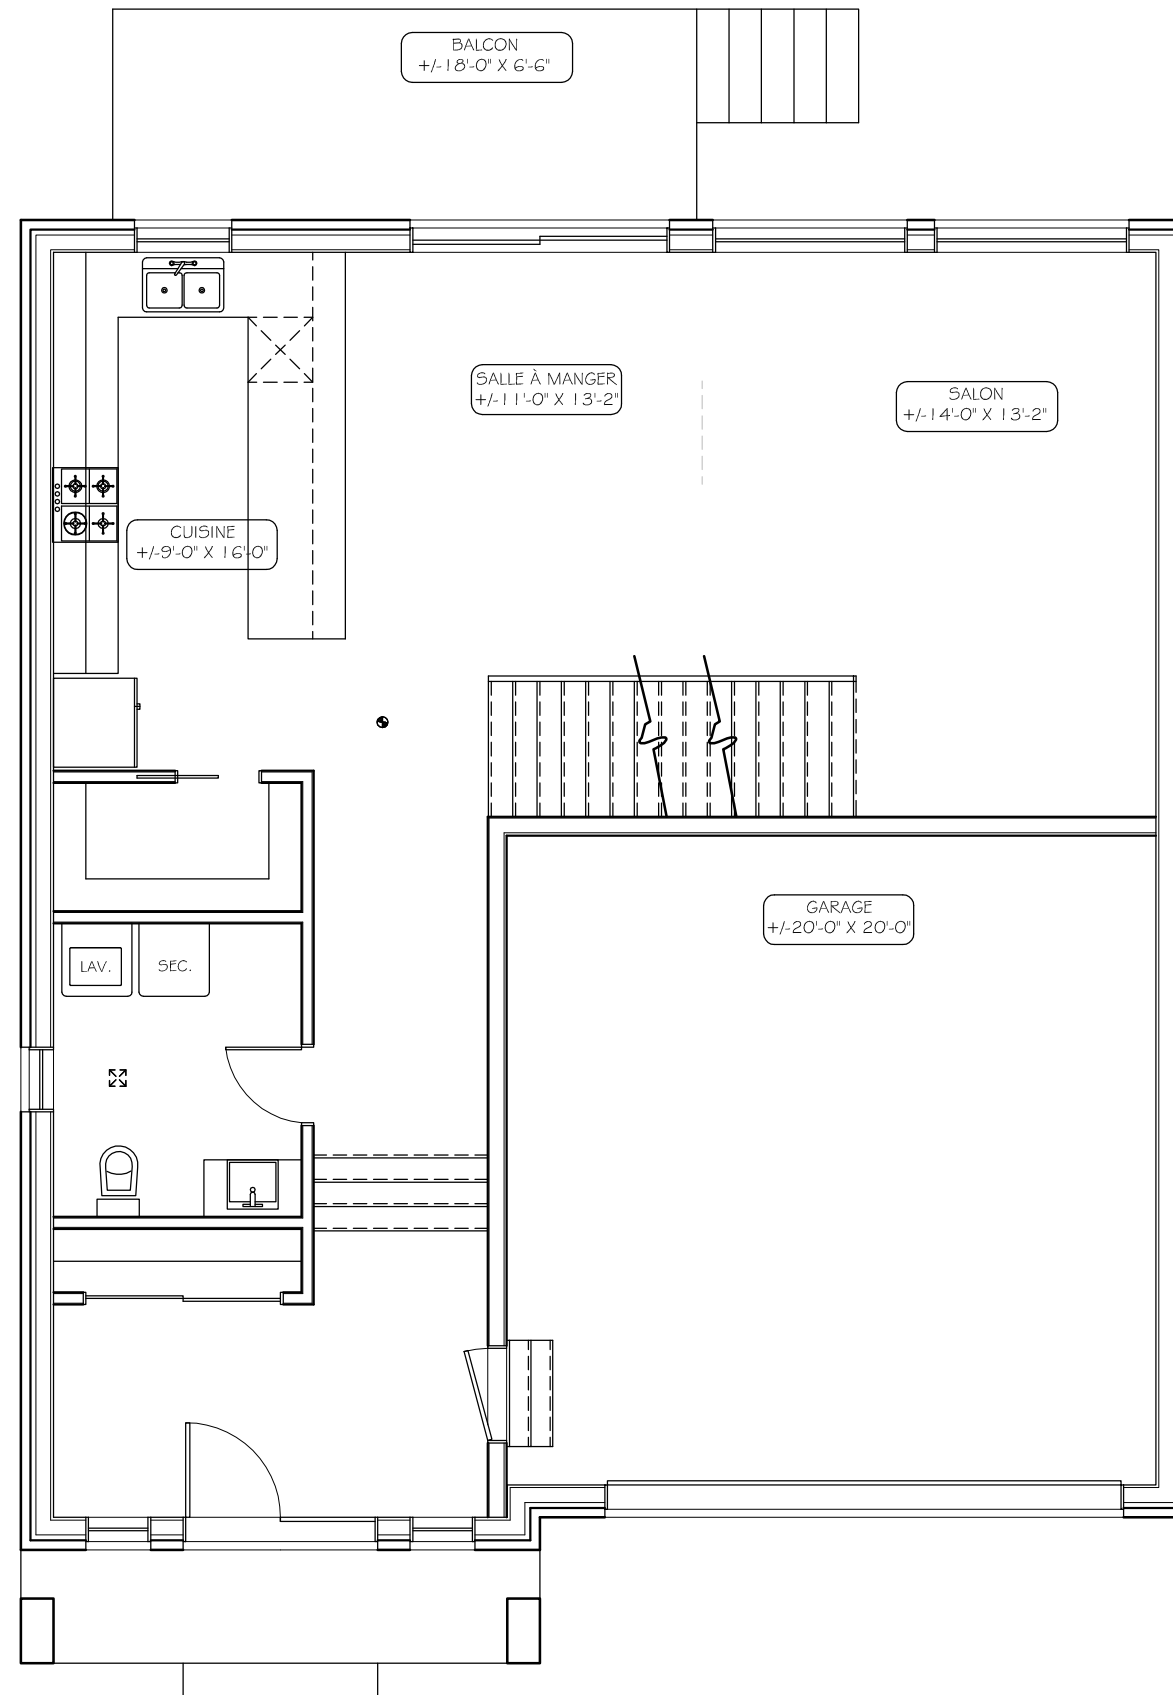 BALCON
+/-18'-0" X 6'-6"
SALLE À MANGER
+/-11'-0" X 13'-2"
SALON
+/-14'-0" X 13'-2"
CUISINE
+/-9'-0" X 16'-0"
GARAGE
+/-20'-0" X 20'-0"
LAV.
SEC.